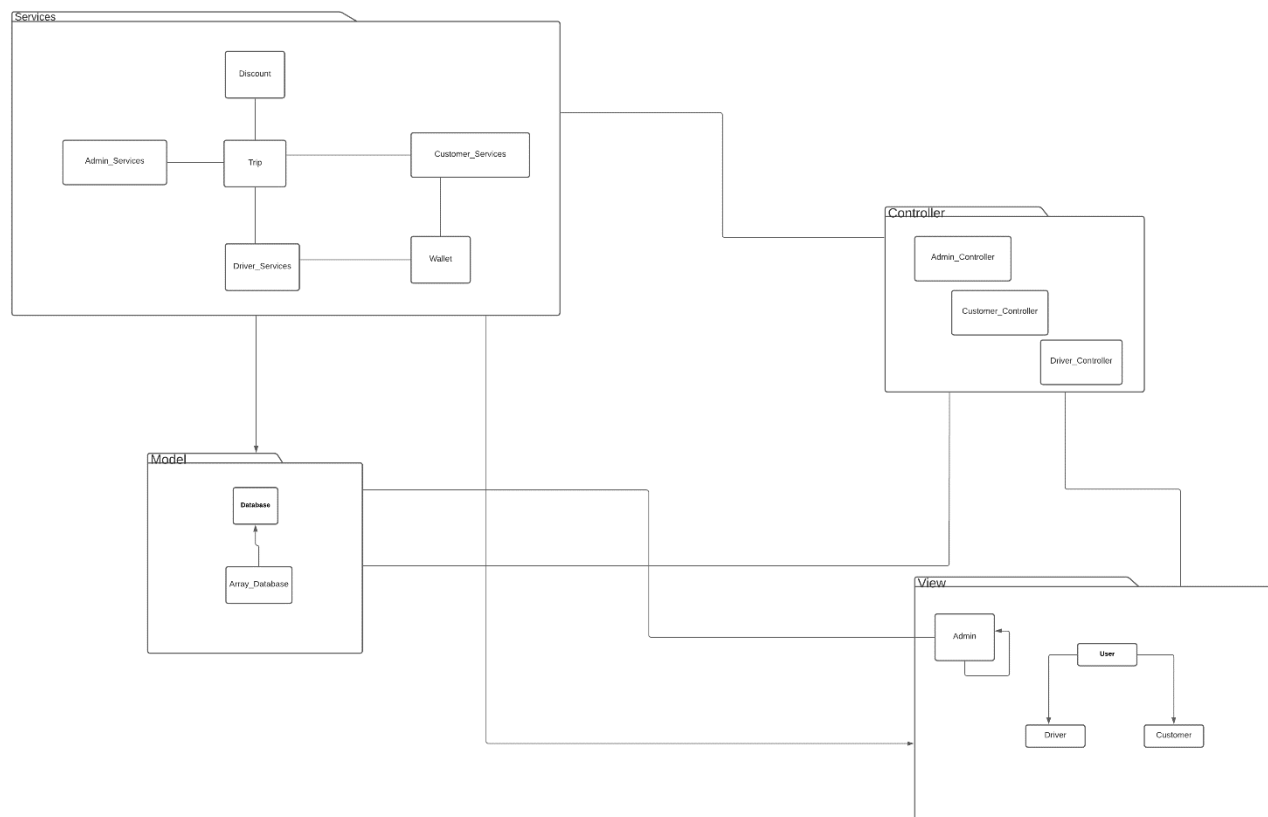 Services
Discount
Admin_Services
Trip
Customer_Services
Driver_Services
Wallet
Controller
Admin_Controller
Customer_Controller
Driver_Controller
Model
Database
Array_Database
View
Admin
User
Driver
Customer